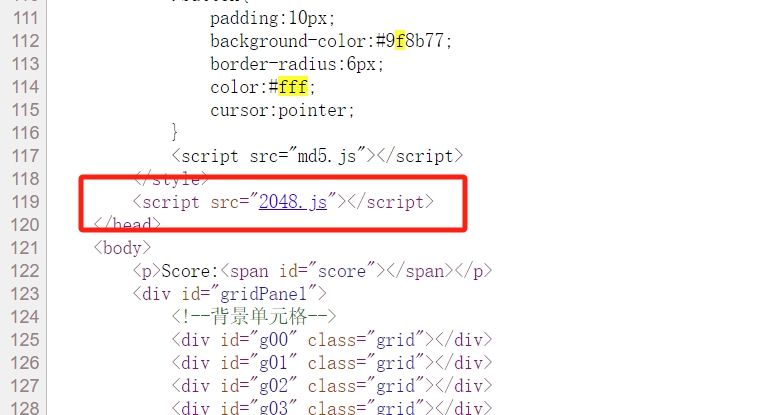 111 padding:10px;
112 background-color:#9f8b77;
113 border-radius:6px;
114 color:#fff;
115 cursor:pointer;
116 }
117 <script src="md5.js"></script>
118 </style>
119 <script src="2048.js"></script>
120 </head>
121 <body>
122 <p>Score:<span id="score"></span></p>
123 <div id="gridPanel">
124 <!--背景单元格-->
125 <div id="g00" class="grid"></div>
126 <div id="g01" class="grid"></div>
127 <div id="g02" class="grid"></div>
128 <div id="g03" class="grid"></div>